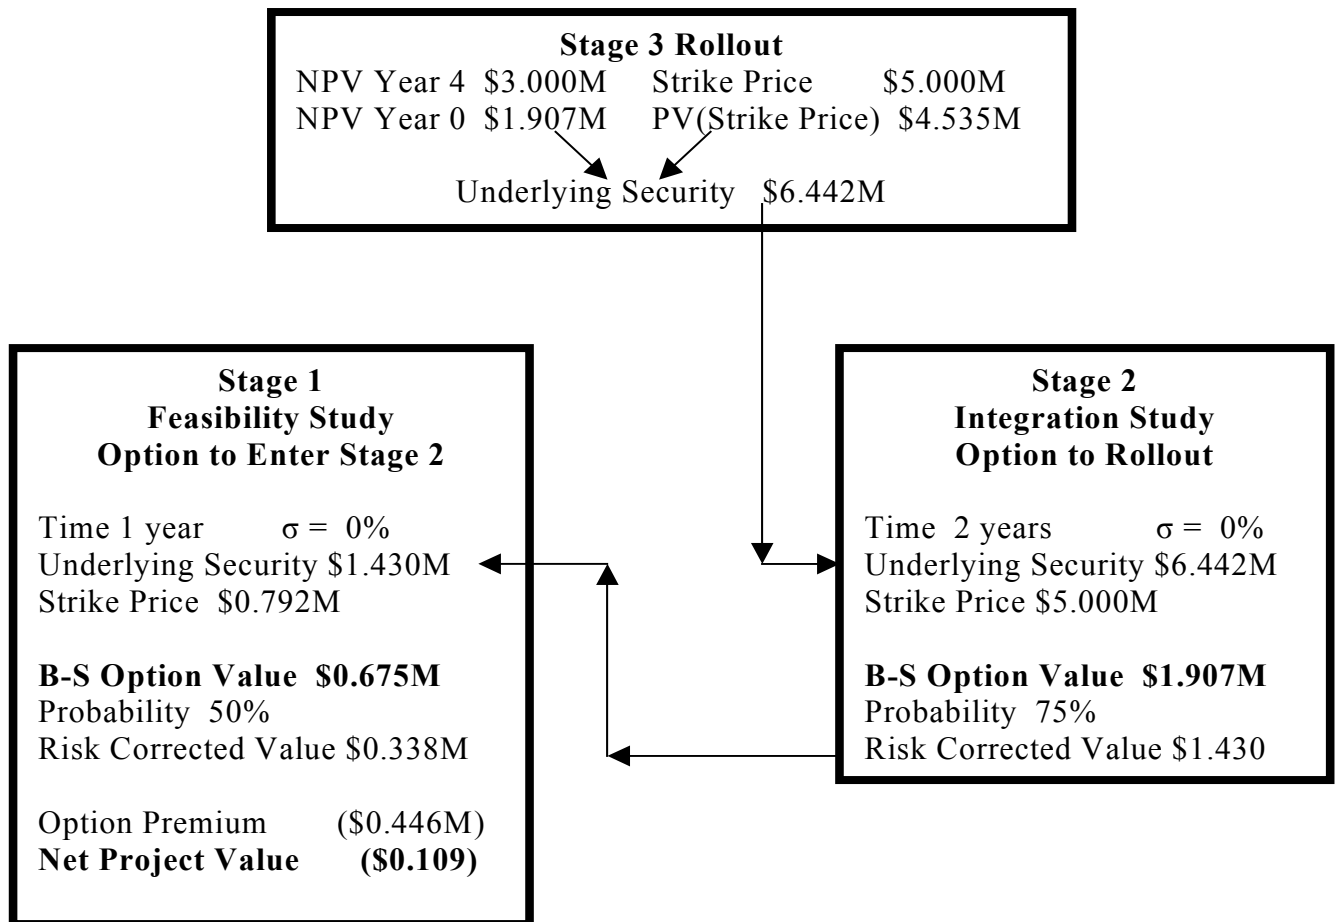 Stage 3 Rollout
NPV Year 4 $3.000M Strike Price $5.000M
NPV Year 0 $1.907M PV(Strike Price) $4.535M
Underlying Security $6.442M
Stage 1
Feasibility Study
Option to Enter Stage 2
Time 1 year σ = 0%
Underlying Security $1.430M
Strike Price $0.792M
B-S Option Value $0.675M
Probability 50%
Risk Corrected Value $0.338M
Option Premium ($0.446M)
Net Project Value ($0.109)
Stage 2
Integration Study
Option to Rollout
Time 2 years σ = 0%
Underlying Security $6.442M
Strike Price $5.000M
B-S Option Value $1.907M
Probability 75%
Risk Corrected Value $1.430